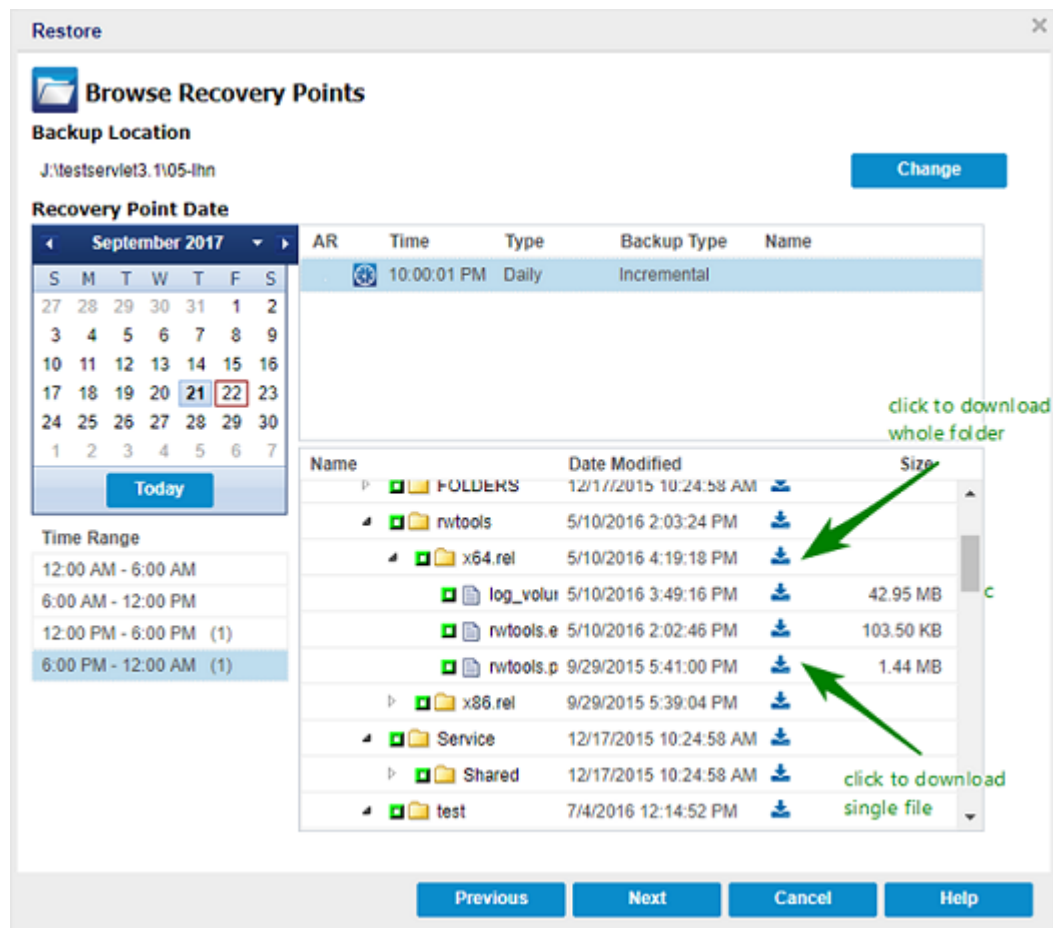 Restore
Browse Recovery Points
Backup Location
J:\testservlet3.1\05-lhn
Change
Recovery Point Date
September 2017
S M T W T F S
27 28 29 30 31 1 2
3 4 5 6 7 8 9
10 11 12 13 14 15 16
17 18 19 20 21 22 23
24 25 26 27 28 29 30
1 2 3 4 5 6 7
Today
Time Range
12:00 AM - 6:00 AM
6:00 AM - 12:00 PM
12:00 PM - 6:00 PM (1)
6:00 PM - 12:00 AM (1)
AR Time Type Backup Type Name
10:00:01 PM Daily Incremental
click to download
whole folder
Name Date Modified Size
FOLDERS 12/17/2015 10:24:58 AM
rwtools 5/10/2016 2:03:24 PM
x64.rel 5/10/2016 4:19:18 PM
log_volur 5/10/2016 3:49:16 PM 42.95 MB c
rwtools.e 5/10/2016 2:02:46 PM 103.50 KB
rwtools.p 9/29/2015 5:41:00 PM 1.44 MB
x86.rel 9/29/2015 5:39:04 PM
Service 12/17/2015 10:24:58 AM
Shared 12/17/2015 10:24:58 AM
test 7/4/2016 12:14:52 PM
click to download
single file
Previous Next Cancel Help